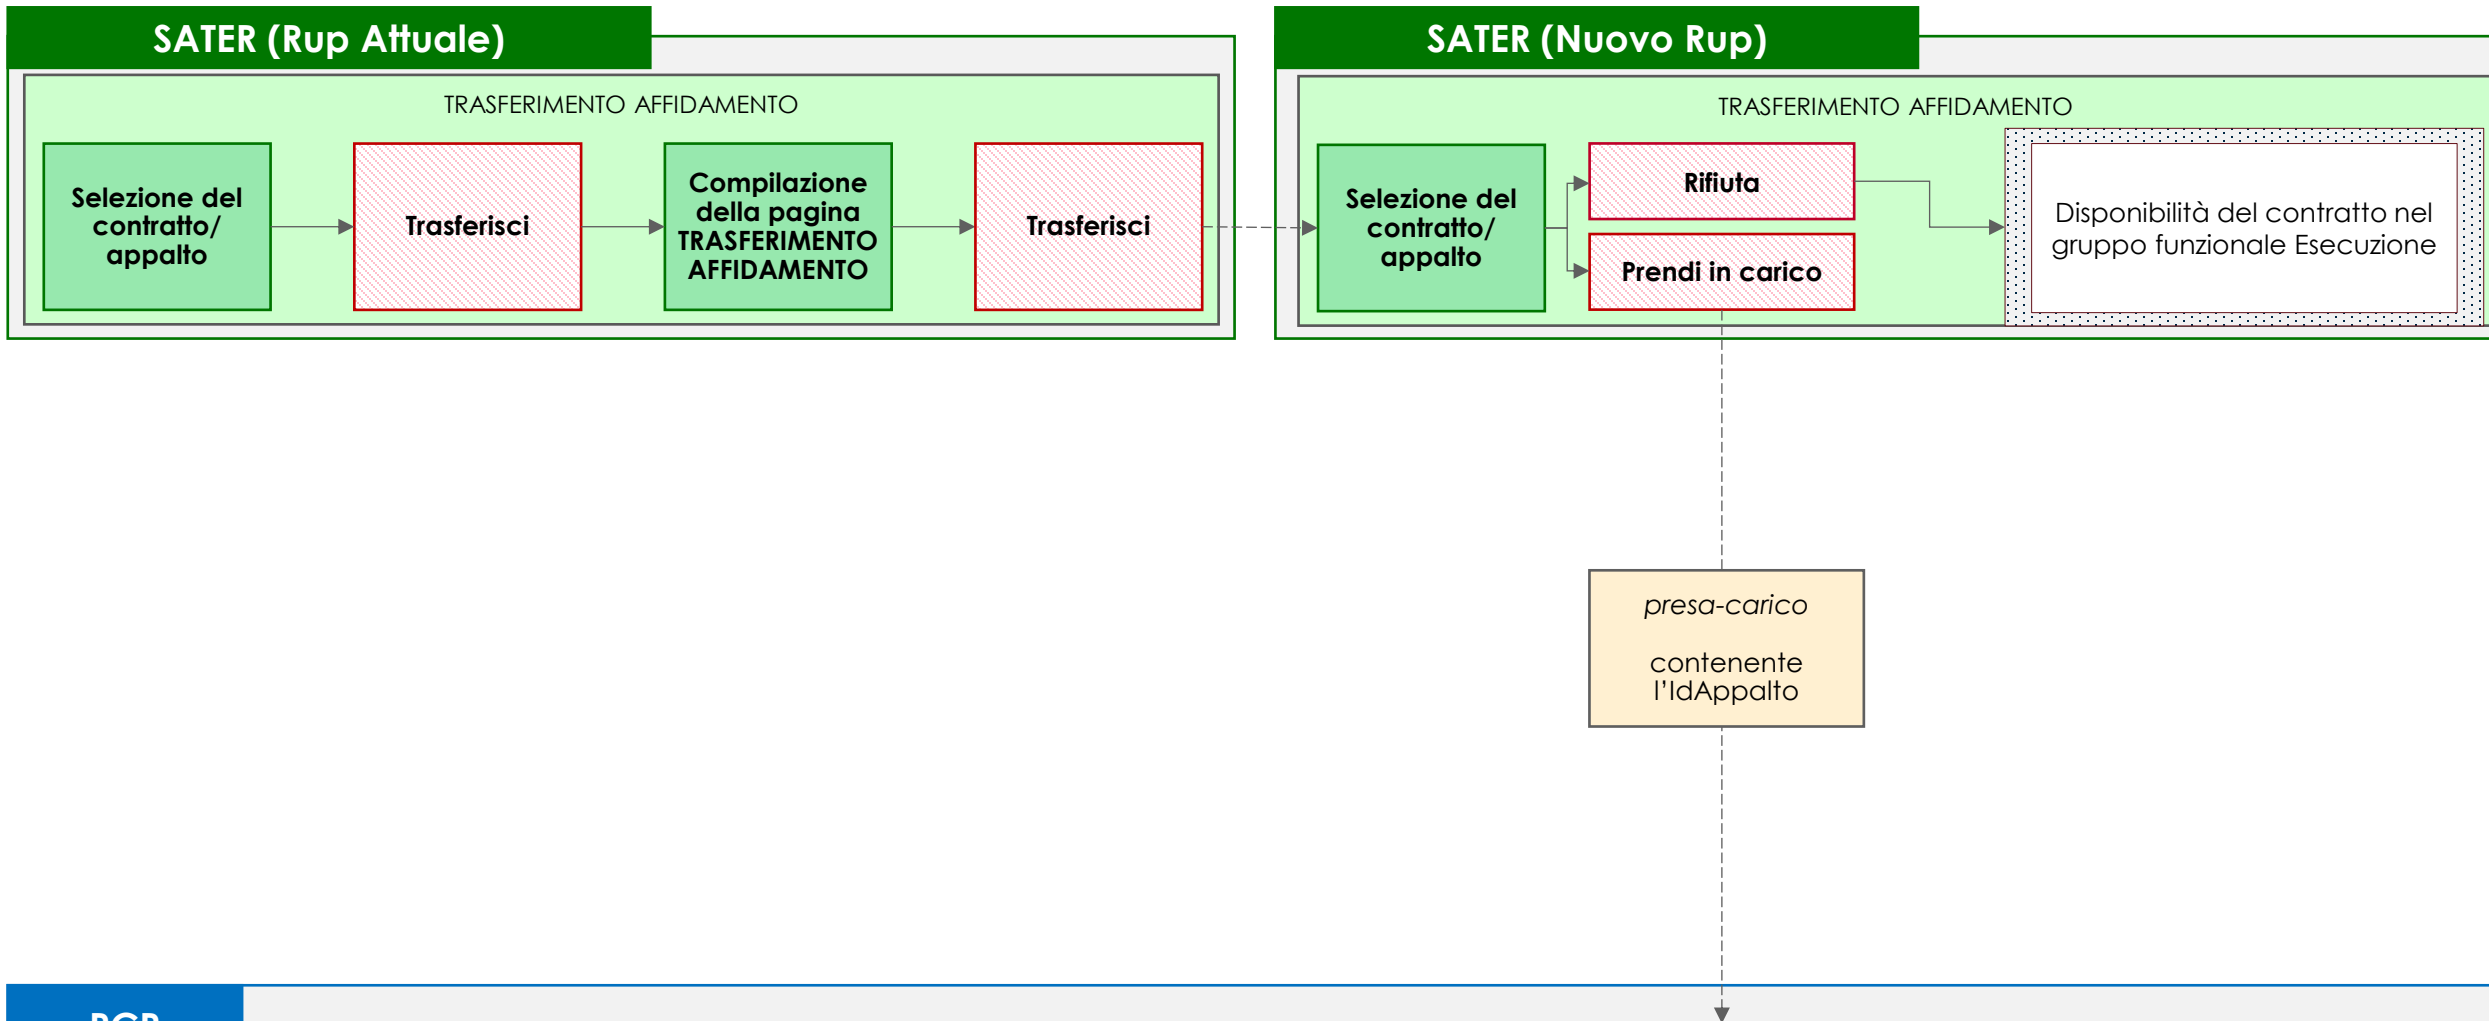 SATER (Rup Attuale)
TRASFERIMENTO AFFIDAMENTO
Selezione del
contratto/
appalto
Trasferisci
Compilazione
della pagina
TRASFERIMENTO
AFFIDAMENTO
Trasferisci
SATER (Nuovo Rup)
TRASFERIMENTO AFFIDAMENTO
Selezione del
contratto/
appalto
Rifiuta
Prendi in carico
Disponibilità del contratto nel
gruppo funzionale Esecuzione
presa-carico
contenente
l'IdAppalto